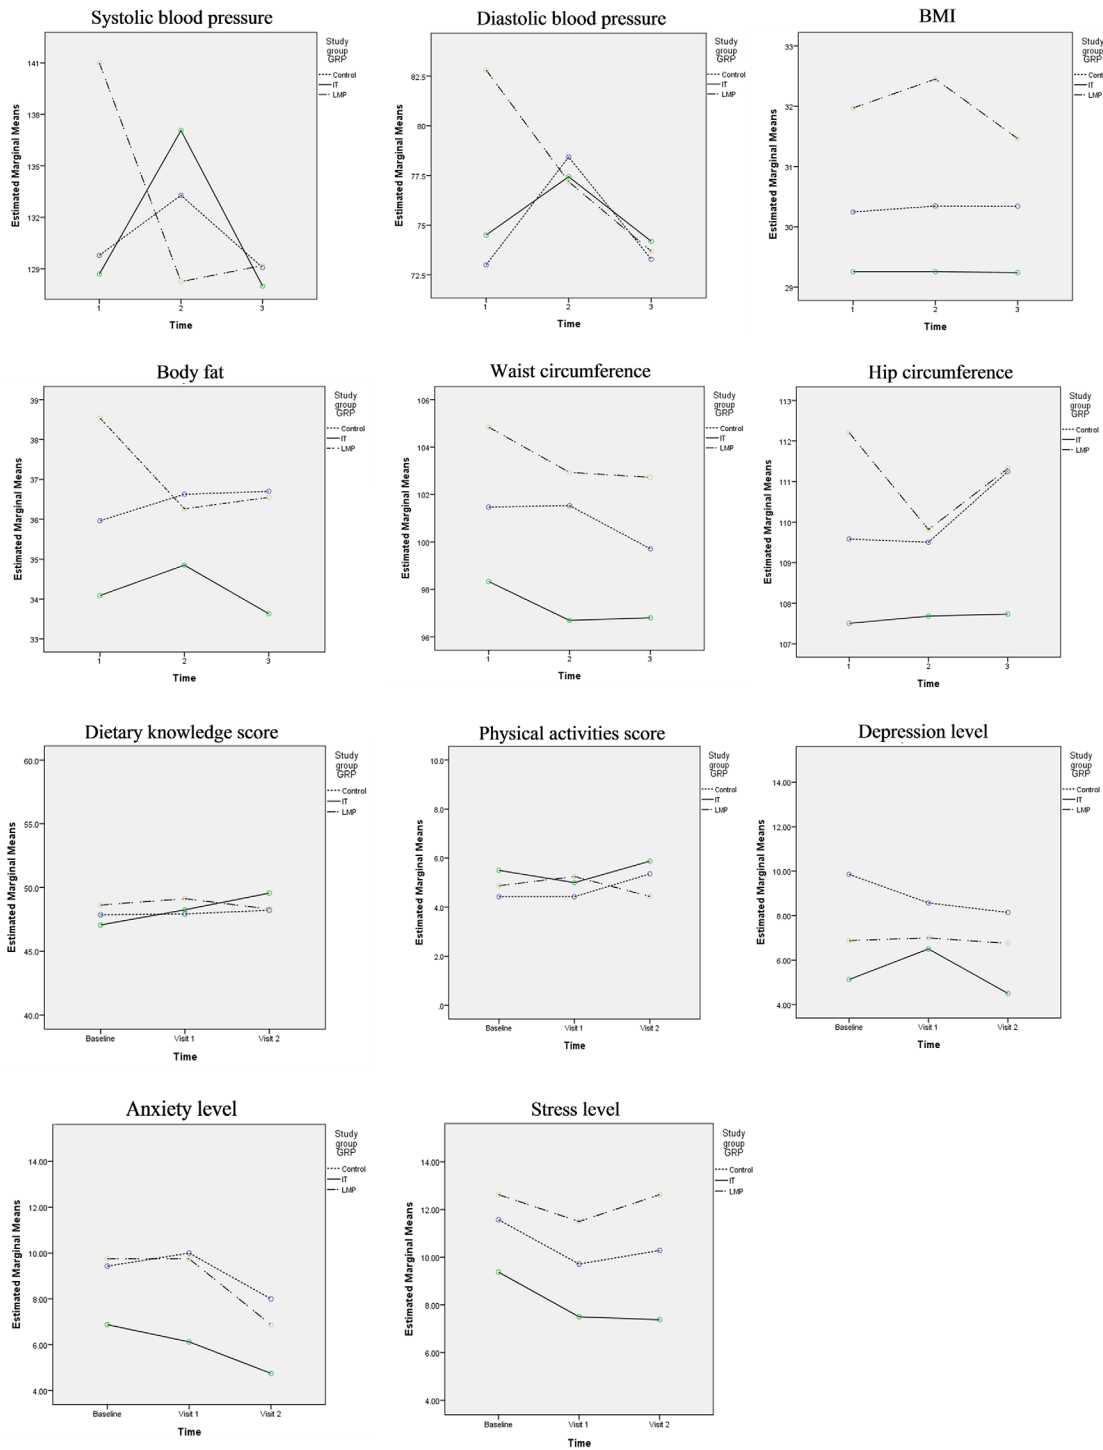 Systolic blood pressure
Estimated Marginal Means
141
138
135
132
129
1 2 3
Time
Study
group
GRP
Control
IT
LMP
Diastolic blood pressure
Estimated Marginal Means
82.5
80
77.5
75
72.5
1 2 3
Time
Study
group
GRP
Control
IT
LMP
BMI
Estimated Marginal Means
33
32
31
30
29
1 2 3
Time
Study
group
GRP
Cont
IT
LMP
Body fat
Estimated Marginal Means
39
38
37
36
35
34
33
1 2 3
Time
Study
group
GRP
Control
IT
LMP
Waist circumference
Estimated Marginal Means
106
104
102
100
98
96
1 2 3
Time
Study
group
GRP
Control
IT
LMP
Hip circumference
Estimated Marginal Means
113
112
111
110
109
108
107
1 2 3
Time
Study
group
GRP
Control
IT
LMP
Dietary knowledge score
Estimated Marginal Means
60.0
55.0
50.0
45.0
40.0
Baseline Visit 1 Visit 2
Time
Study
group
GRP
Control
IT
LMP
Physical activities score
Estimated Marginal Means
10.0
8.0
6.0
4.0
2.0
.0
Baseline Visit 1 Visit 2
Time
Study
group
GRP
Control
IT
LMP
Depression level
Estimated Marginal Means
14.00
12.00
10.00
8.00
6.00
4.00
Baseline Visit 1 Visit 2
Time
Study
group
GRP
Control
IT
LMP
Anxiety level
Estimated Marginal Means
14.00
12.00
10.00
8.00
6.00
4.00
Baseline Visit 1 Visit 2
Time
Study
group
GRP
Control
IT
LMP
Stress level
Estimated Marginal Means
14.00
12.00
10.00
8.00
6.00
4.00
Baseline Visit 1 Visit 2
Time
Study
group
GRP
Control
IT
LMP